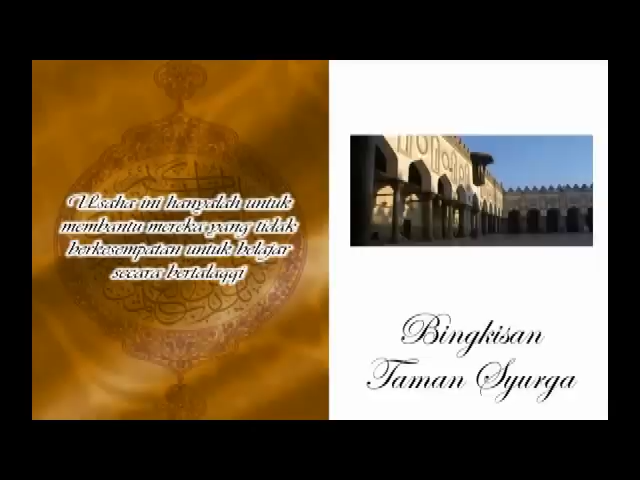 Usaha ini hanyalah untuk
membantu mereka yang tidak
berkesempatan untuk belajar
secara bertalaqqi
Bingkisan
Taman Syurga